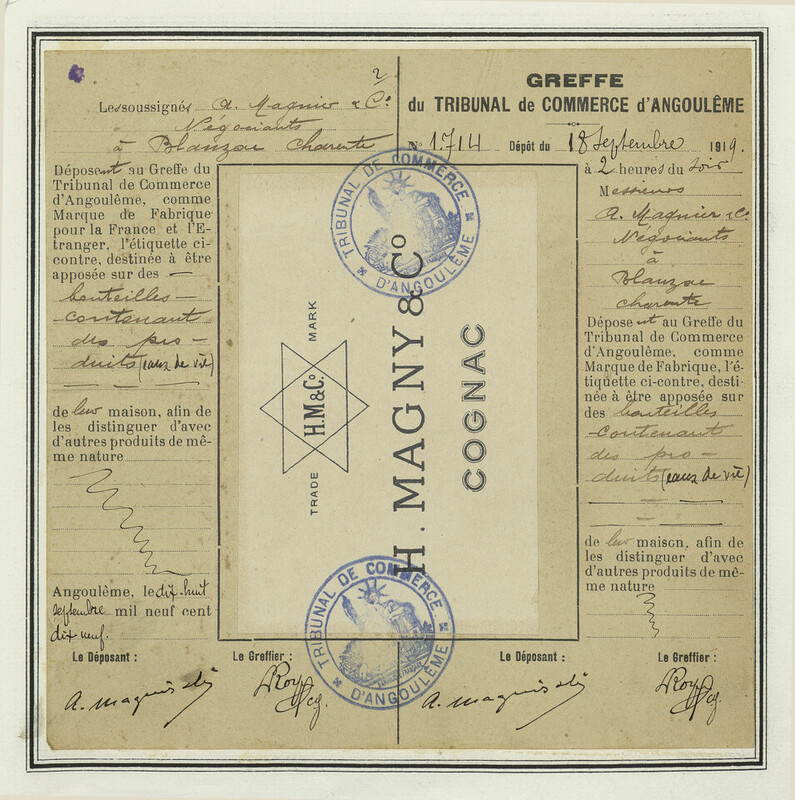 2
Les soussignés A. Magnier & Cº
Négociants
à Blanzac Charente
Déposent au Greffe du
Tribunal de Commerce
d'Angoulême, comme
Marque de Fabrique
pour la France et l'E-
tranger, l'étiquette ci-
contre, destinée à être
apposée sur des —
bouteilles —
contenant
des pro-
duits (eaux de vie)
de leur maison, afin de
les distinguer d'avec
d'autres produits de mê-
me nature
Angoulême, le dix-huit
septembre mil neuf cent
dix neuf.
Le Déposant :
Le Greffier :
TRADE MARK
H.M&Cº
H. MAGNY & Cº
COGNAC
TRIBUNAL DE COMMERCE
D'ANGOULÊME
TRIBUNAL DE COMMERCE
D'ANGOULÊME
GREFFE
du TRIBUNAL de COMMERCE d'ANGOULÊME
Nº 1.714 Dépôt du 18 Septembre 1919.
à 2 heures du soir
Messieurs
A. Magnier & Cº
Négociants
à
Blanzac
Charente
Déposent au Greffe du
Tribunal de Commerce
d'Angoulême, comme
Marque de Fabrique, l'é-
tiquette ci-contre, desti-
née à être apposée sur
des bouteilles
contenant
des pro-
duits (eaux de vie)
de leur maison, afin de
les distinguer d'avec
d'autres produits de mê-
me nature
Le Déposant :
Le Greffier :